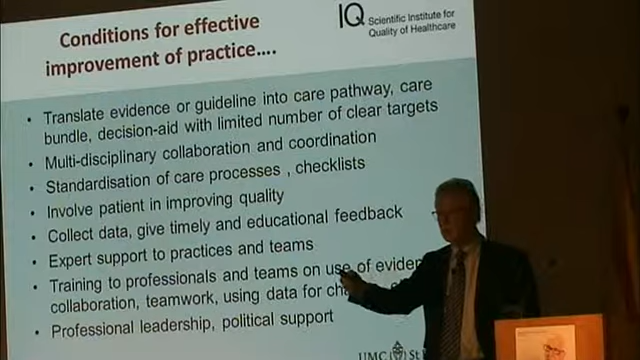 Conditions for effective
improvement of practice....
IQ Scientific Institute for
Quality of Healthcare
• Translate evidence or guideline into care pathway, care
bundle, decision-aid with limited number of clear targets
• Multi-disciplinary collaboration and coordination
• Standardisation of care processes , checklists
• Involve patient in improving quality
• Collect data, give timely and educational feedback
• Expert support to practices and teams
• Training to professionals and teams on use of
collaboration, teamwork, using data for
• Professional leadership, political support
UMC St